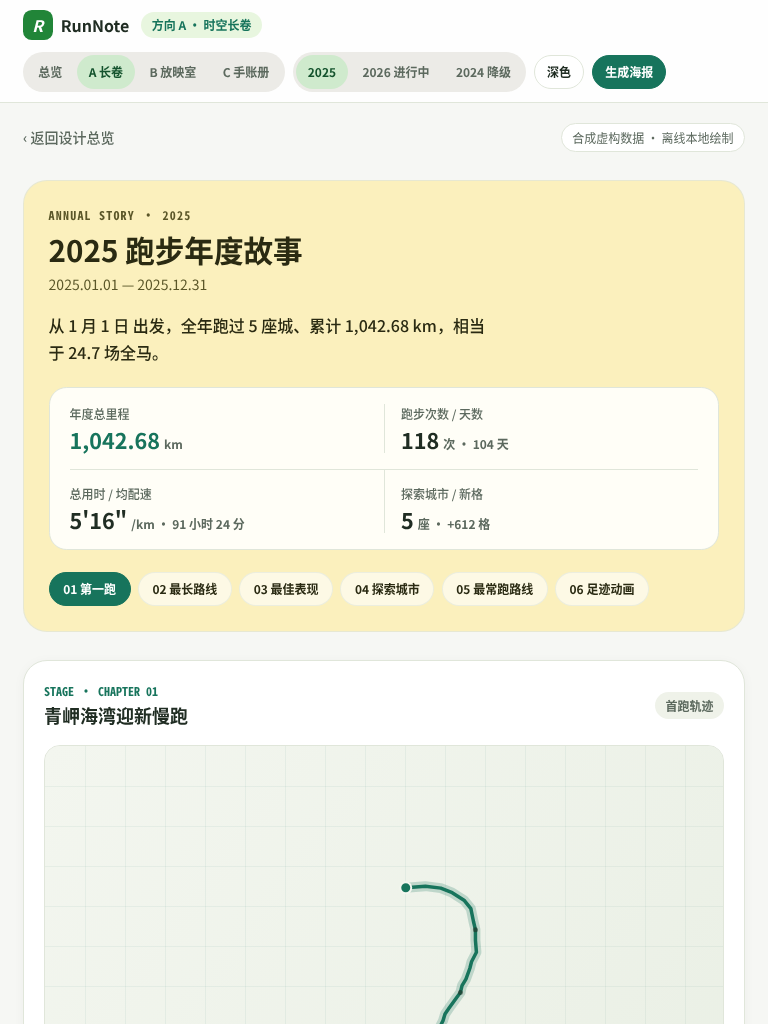 R RunNote 方向 A · 时空长卷
总览 A 长卷 B 放映室 C 手账册 2025 2026 进行中 2024 降级 深色 生成海报
‹ 返回设计总览 合成虚构数据 · 离线本地绘制
ANNUAL STORY · 2025
2025 跑步年度故事
2025.01.01 — 2025.12.31
从 1 月 1 日 出发，全年跑过 5 座城、累计 1,042.68 km，相当
于 24.7 场全马。
年度总里程 跑步次数 / 天数
1,042.68 km 118 次 · 104 天
总用时 / 均配速 探索城市 / 新格
5'16" /km · 91 小时 24 分 5 座 · +612 格
01 第一跑 02 最长路线 03 最佳表现 04 探索城市 05 最常跑路线 06 足迹动画
STAGE · CHAPTER 01
青岬海湾迎新慢跑 首跑轨迹